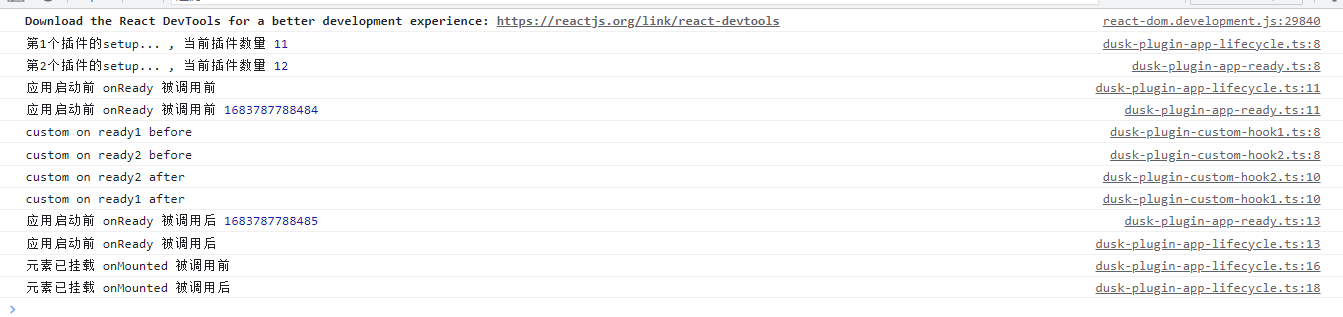 Download the React DevTools for a better development experience: https://reactjs.org/link/react-devtools react-dom.development.js:29840
第1个插件的setup... , 当前插件数量 11 dusk-plugin-app-lifecycle.ts:8
第2个插件的setup... , 当前插件数量 12 dusk-plugin-app-ready.ts:8
应用启动前 onReady 被调用前 dusk-plugin-app-lifecycle.ts:11
应用启动前 onReady 被调用前 1683787788484 dusk-plugin-app-ready.ts:11
custom on ready1 before dusk-plugin-custom-hook1.ts:8
custom on ready2 before dusk-plugin-custom-hook2.ts:8
custom on ready2 after dusk-plugin-custom-hook2.ts:10
custom on ready1 after dusk-plugin-custom-hook1.ts:10
应用启动前 onReady 被调用后 1683787788485 dusk-plugin-app-ready.ts:13
应用启动前 onReady 被调用后 dusk-plugin-app-lifecycle.ts:13
元素已挂载 onMounted 被调用前 dusk-plugin-app-lifecycle.ts:16
元素已挂载 onMounted 被调用后 dusk-plugin-app-lifecycle.ts:18